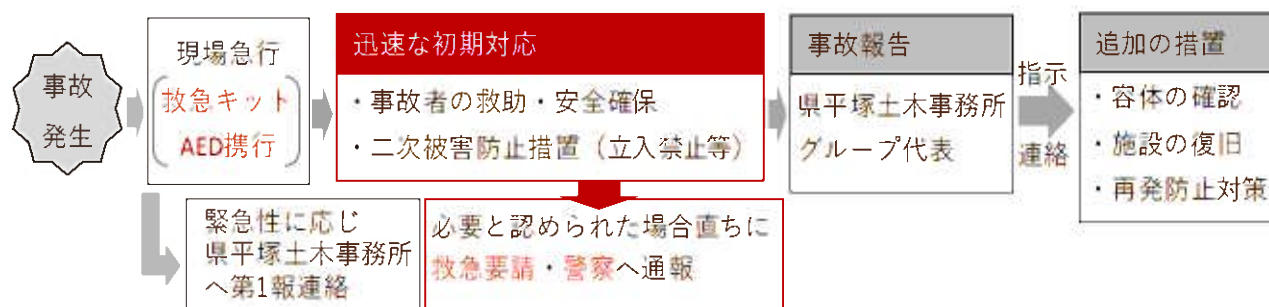 事故
発生
現場急行
救急キット
AED携行
迅速な初期対応
・事故者の救助・安全確保
・二次被害防止措置（立入禁止等）
事故報告
県平塚土木事務所
グループ代表
指示
連絡
追加の措置
・容体の確認
・施設の復旧
・再発防止対策
緊急性に応じ
県平塚土木事務所
へ第1報連絡
必要と認められた場合直ちに
救急要請・警察へ通報